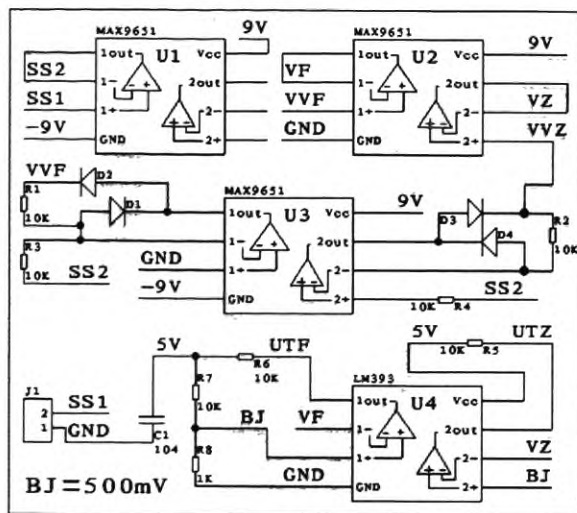 MAX9651
9V
MAX9651
9V
1out
U1
Vcc
1out
U2
Vcc
SS2
1-
2out
VF
1-
2out
SS1
1+
2-
VVF
1+
2-
VZ
-9V
GND
2+
GND
GND
2+
VVZ
VVF
D2
MAX9651
R1
10K
D1
1out
U3
Vcc
9V
D3
R2
10K
R3
10K
1-
2out
D4
SS2
GND
1+
2-
-9V
GND
2+
10K
R4
SS2
5V
UTF
5V
UTZ
R6
10K
LM393
10K
R5
J1
R7
10K
1out
U4
Vcc
2
SS1
BJ
VF
1-
2out
1
GND
C1
104
R8
1K
1+
2-
VZ
GND
GND
2+
BJ
BJ=500mV